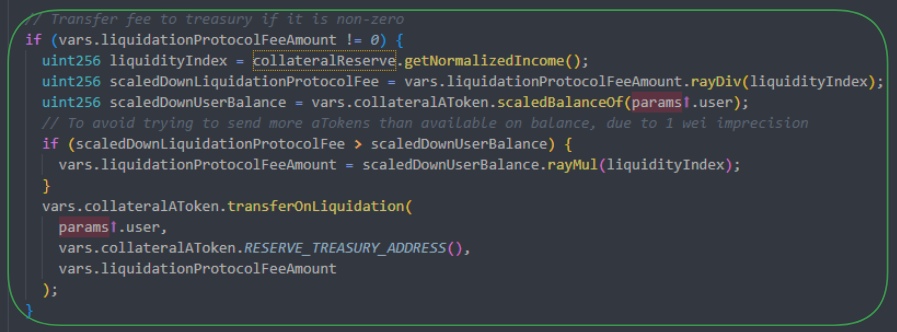 // Transfer fee to treasury if it is non-zero
if (vars.liquidationProtocolFeeAmount != 0) {
uint256 liquidityIndex = collateralReserve.getNormalizedIncome();
uint256 scaledDownLiquidationProtocolFee = vars.liquidationProtocolFeeAmount.rayDiv(liquidityIndex);
uint256 scaledDownUserBalance = vars.collateralAToken.scaledBalanceOf(params⬆.user);
// To avoid trying to send more aTokens than available on balance, due to 1 wei imprecision
if (scaledDownLiquidationProtocolFee > scaledDownUserBalance) {
vars.liquidationProtocolFeeAmount = scaledDownUserBalance.rayMul(liquidityIndex);
}
vars.collateralAToken.transferOnLiquidation(
params⬆.user,
vars.collateralAToken.RESERVE_TREASURY_ADDRESS(),
vars.liquidationProtocolFeeAmount
);
}